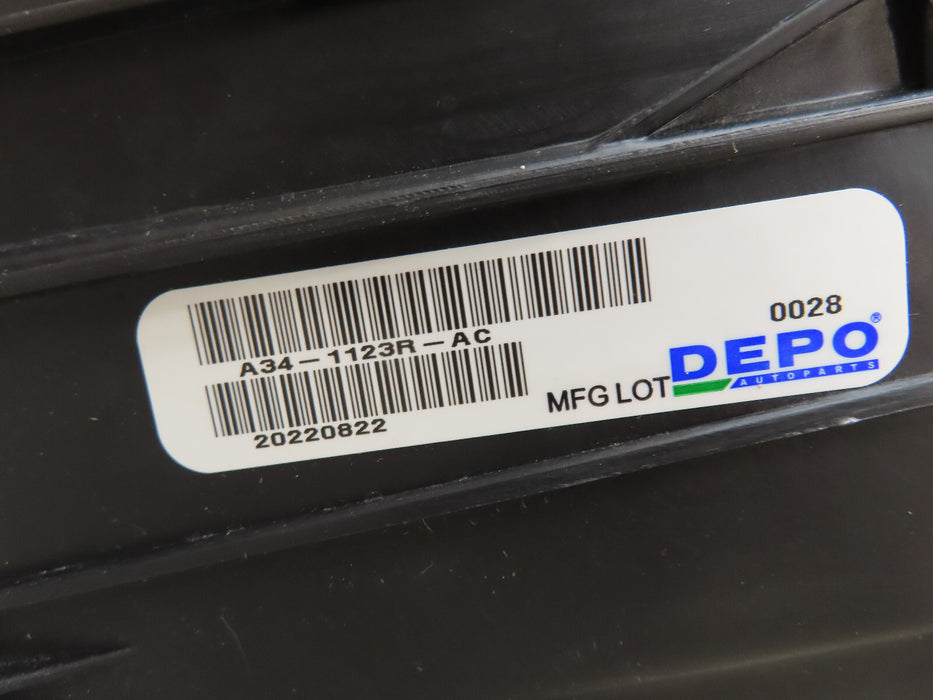 A34-1123R-AC
20220822
0028
MFG LOT
DEPO®
AUTOPARTS